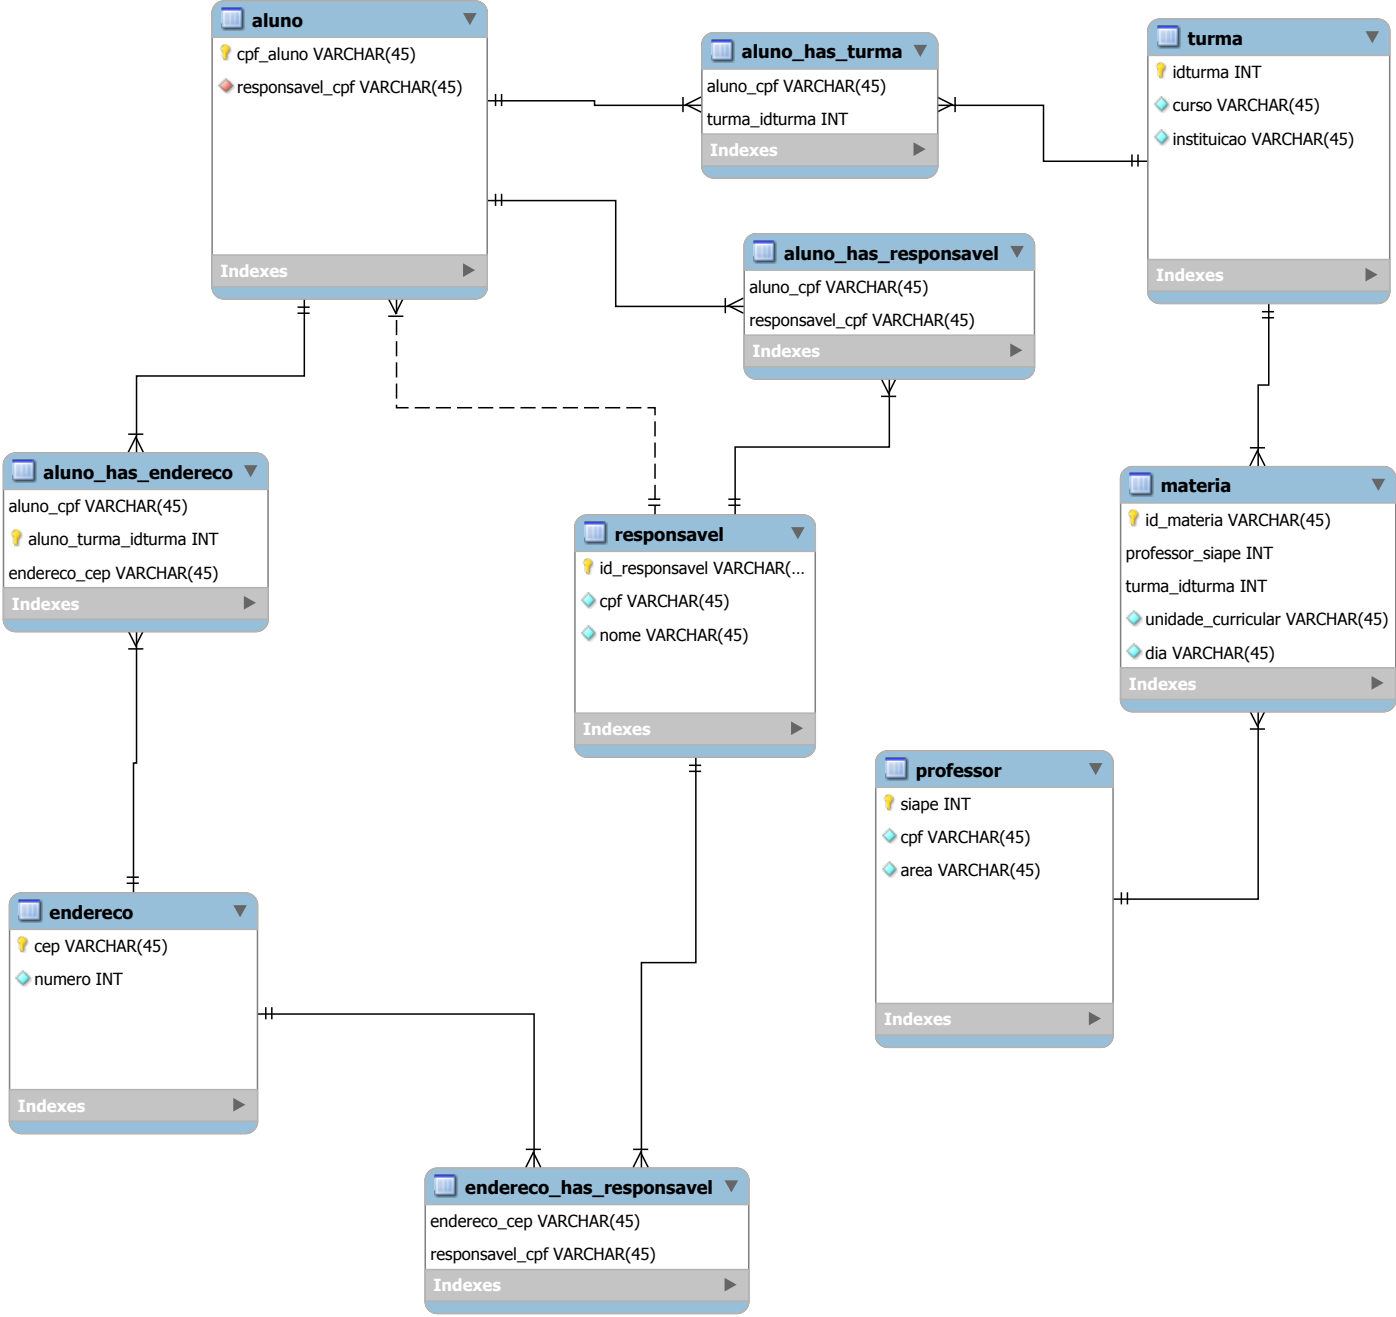 aluno
cpf_aluno VARCHAR(45)
responsavel_cpf VARCHAR(45)
Indexes
aluno_has_turma
aluno_cpf VARCHAR(45)
turma_idturma INT
Indexes
turma
idturma INT
curso VARCHAR(45)
instituicao VARCHAR(45)
Indexes
aluno_has_responsavel
aluno_cpf VARCHAR(45)
responsavel_cpf VARCHAR(45)
Indexes
aluno_has_endereco
aluno_cpf VARCHAR(45)
aluno_turma_idturma INT
endereco_cep VARCHAR(45)
Indexes
responsavel
id_responsavel VARCHAR(...
cpf VARCHAR(45)
nome VARCHAR(45)
Indexes
materia
id_materia VARCHAR(45)
professor_siape INT
turma_idturma INT
unidade_curricular VARCHAR(45)
dia VARCHAR(45)
Indexes
professor
siape INT
cpf VARCHAR(45)
area VARCHAR(45)
Indexes
endereco
cep VARCHAR(45)
numero INT
Indexes
endereco_has_responsavel
endereco_cep VARCHAR(45)
responsavel_cpf VARCHAR(45)
Indexes